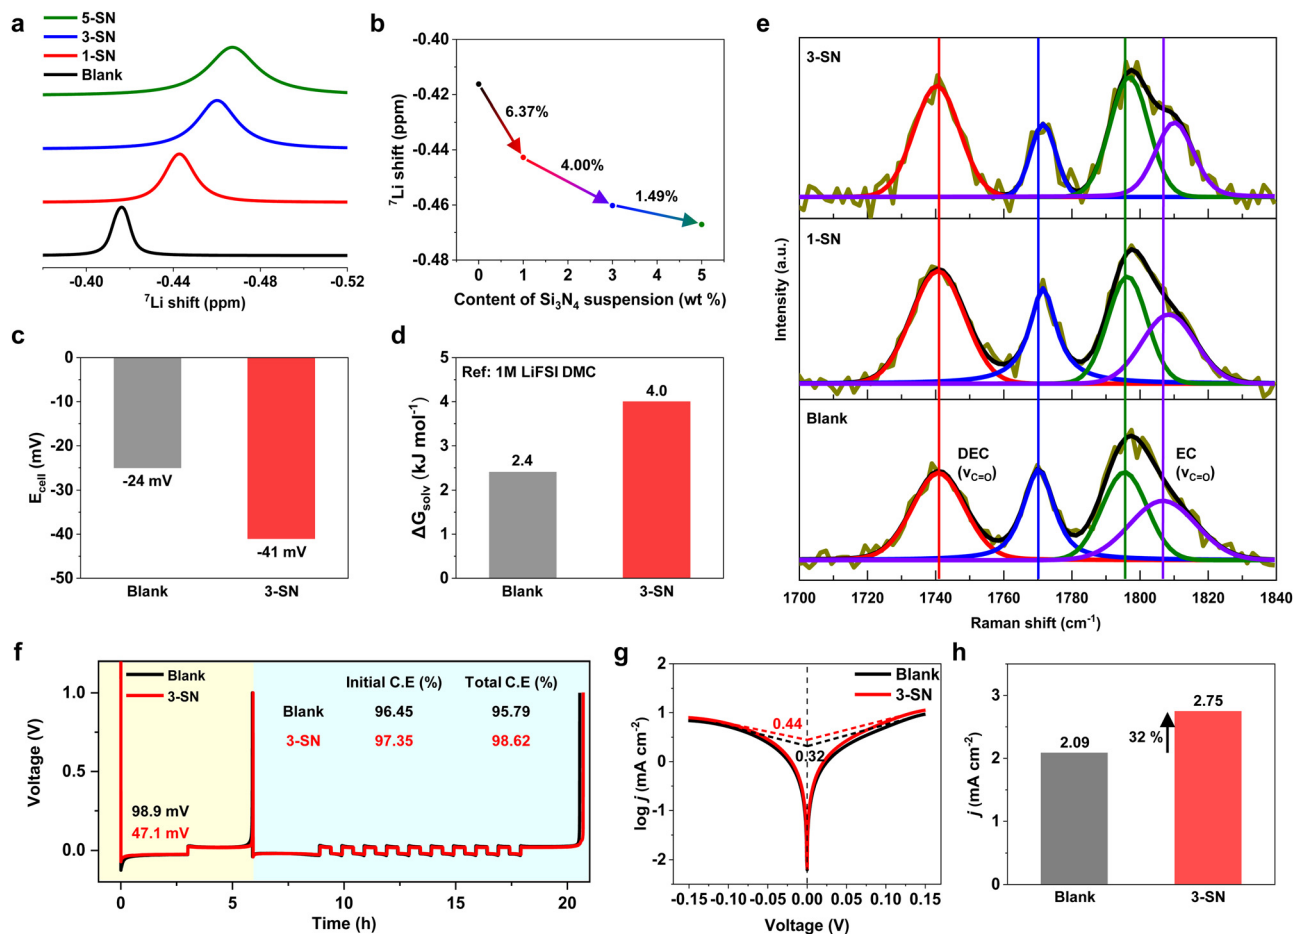 a
5-SN
3-SN
1-SN
Blank
-0.40 -0.44 -0.48 -0.52
⁷Li shift (ppm)
b
-0.40
-0.42
-0.44
-0.46
-0.48
⁷Li shift (ppm)
6.37%
4.00%
1.49%
0 1 2 3 4 5
Content of Si₃N₄ suspension (wt %)
c
0
-10
-20
-30
-40
-50
E_cell (mV)
-24 mV
-41 mV
Blank 3-SN
d
Ref: 1M LiFSI DMC
5
4
3
2
1
0
ΔG_solv (kJ mol⁻¹)
2.4
4.0
Blank 3-SN
e
3-SN
1-SN
Blank
DEC
(ν_C=O)
EC
(ν_C=O)
Intensity (a.u.)
1700 1720 1740 1760 1780 1800 1820 1840
Raman shift (cm⁻¹)
f
Blank
3-SN
Initial C.E (%) Total C.E (%)
Blank 96.45 95.79
3-SN 97.35 98.62
98.9 mV
47.1 mV
1.0
0.5
0.0
Voltage (V)
0 5 10 15 20
Time (h)
g
Blank
3-SN
0.44
0.32
2
1
0
-1
-2
log j (mA cm⁻²)
-0.15 -0.10 -0.05 0.00 0.05 0.10 0.15
Voltage (V)
h
3
2
1
0
j (mA cm⁻²)
2.09
32 %
2.75
Blank 3-SN